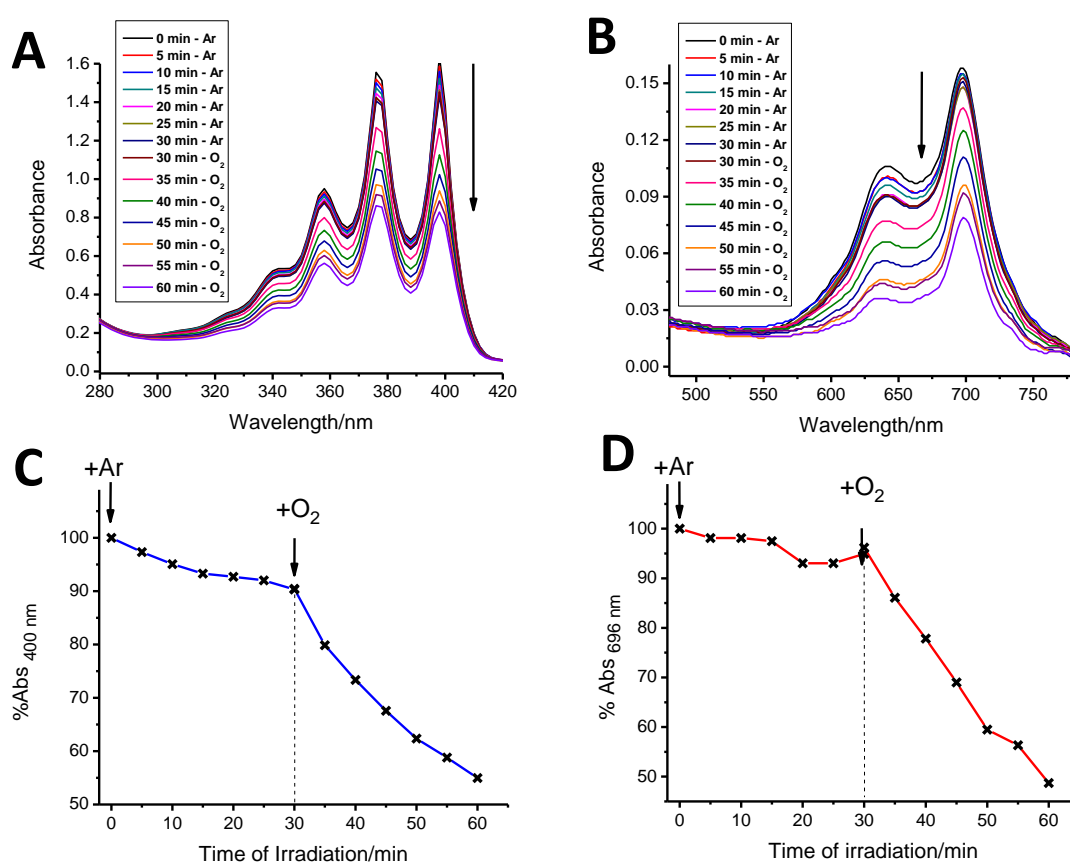 A
0 min - Ar
5 min - Ar
10 min - Ar
15 min - Ar
20 min - Ar
25 min - Ar
30 min - Ar
30 min - O2
35 min - O2
40 min - O2
45 min - O2
50 min - O2
55 min - O2
60 min - O2
1.6
1.4
1.2
1.0
0.8
0.6
0.4
0.2
0.0
Absorbance
280 300 320 340 360 380 400 420
Wavelength/nm
B
0 min - Ar
5 min - Ar
10 min - Ar
15 min - Ar
20 min - Ar
25 min - Ar
30 min - Ar
30 min - O2
35 min - O2
40 min - O2
45 min - O2
50 min - O2
55 min - O2
60 min - O2
0.15
0.12
0.09
0.06
0.03
0.00
Absorbance
500 550 600 650 700 750
Wavelength/nm
C
+Ar
+O2
100
90
80
70
60
50
%Abs 400 nm
0 10 20 30 40 50 60
Time of Irradiation/min
D
+Ar
+O2
100
90
80
70
60
50
% Abs 696 nm
0 10 20 30 40 50 60
Time of irradiation/min